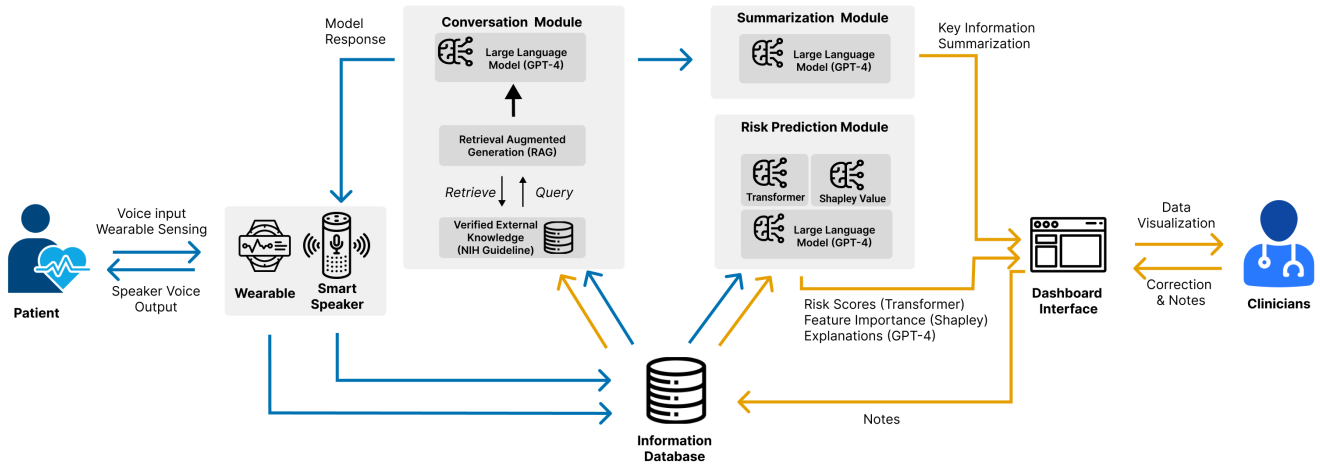 Model
Response
Conversation Module
Large Language
Model (GPT-4)
Retrieval Augmented
Generation (RAG)
Retrieve
Query
Verified External
Knowledge
(NIH Guideline)
Summarization Module
Large Language
Model (GPT-4)
Key Information
Summarization
Risk Prediction Module
Transformer
Shapley Value
Large Language
Model (GPT-4)
Voice input
Wearable Sensing
Speaker Voice
Output
Patient
Wearable
Smart
Speaker
Risk Scores (Transformer)
Feature Importance (Shapley)
Explanations (GPT-4)
Dashboard
Interface
Data
Visualization
Correction
& Notes
Clinicians
Notes
Information
Database